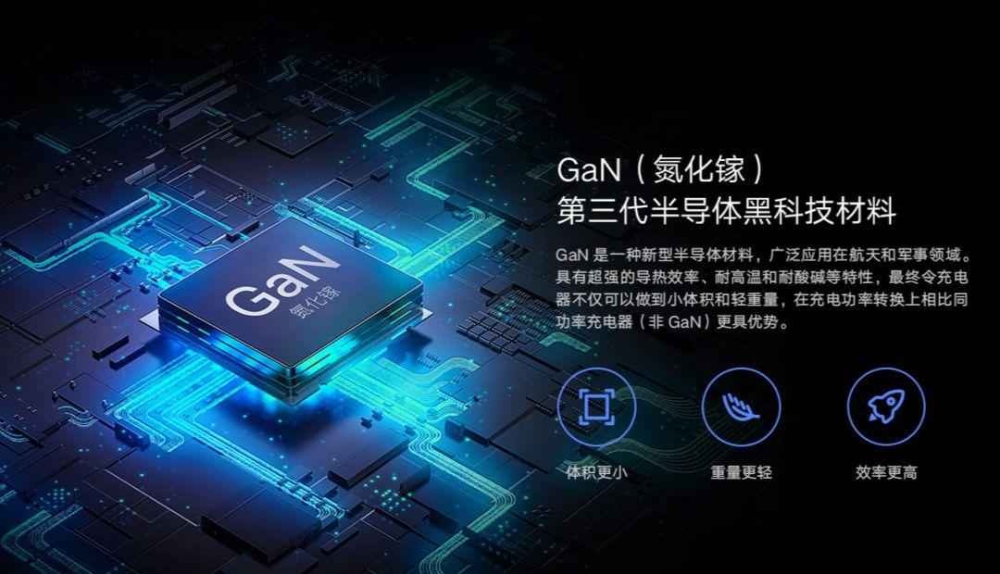 GaN（氮化镓）
第三代半导体黑科技材料
GaN 是一种新型半导体材料，广泛应用在航天和军事领域。
具有超强的导热效率、耐高温和耐酸碱等特性，最终令充电
器不仅可以做到小体积和轻重量，在充电功率转换上相比同
功率充电器（非 GaN）更具优势。
GaN
氮化镓
体积更小
重量更轻
效率更高